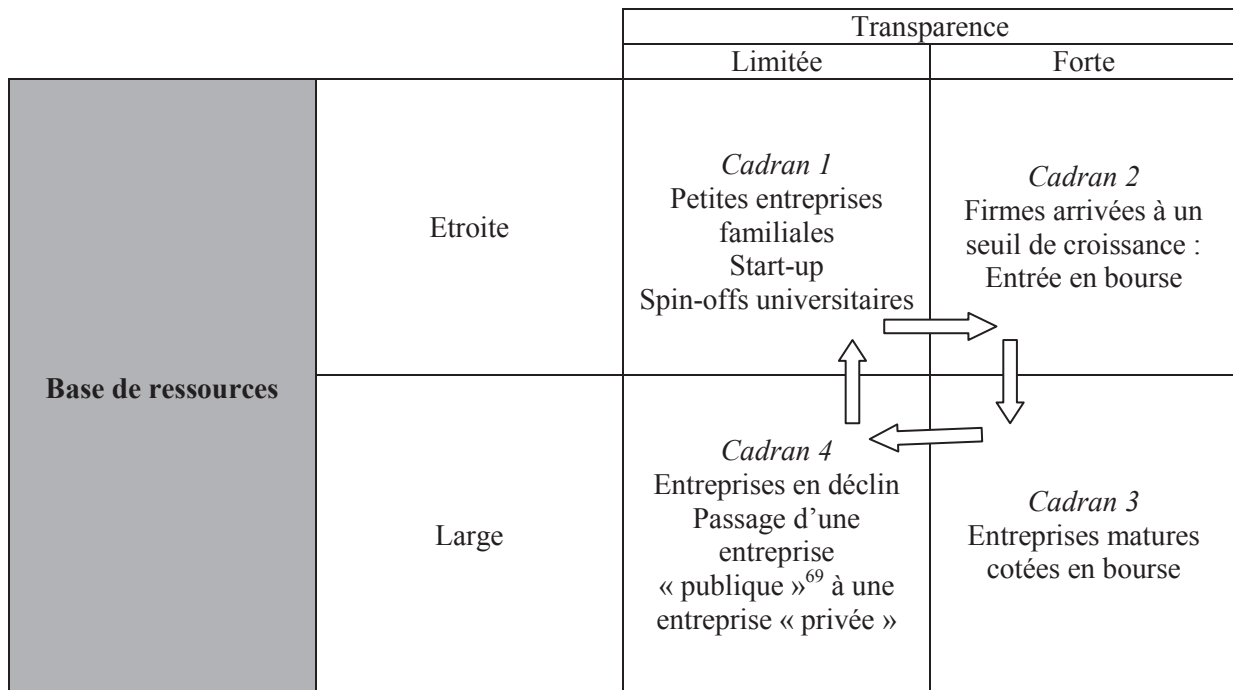 Transparence
Limitée
Forte
Base de ressources
Etroite
Cadran 1
Petites entreprises
familiales
Start-up
Spin-offs universitaires
Cadran 2
Firmes arrivées à un
seuil de croissance :
Entrée en bourse
Large
Cadran 4
Entreprises en déclin
Passage d’une
entreprise
« publique »69 à une
entreprise « privée »
Cadran 3
Entreprises matures
cotées en bourse